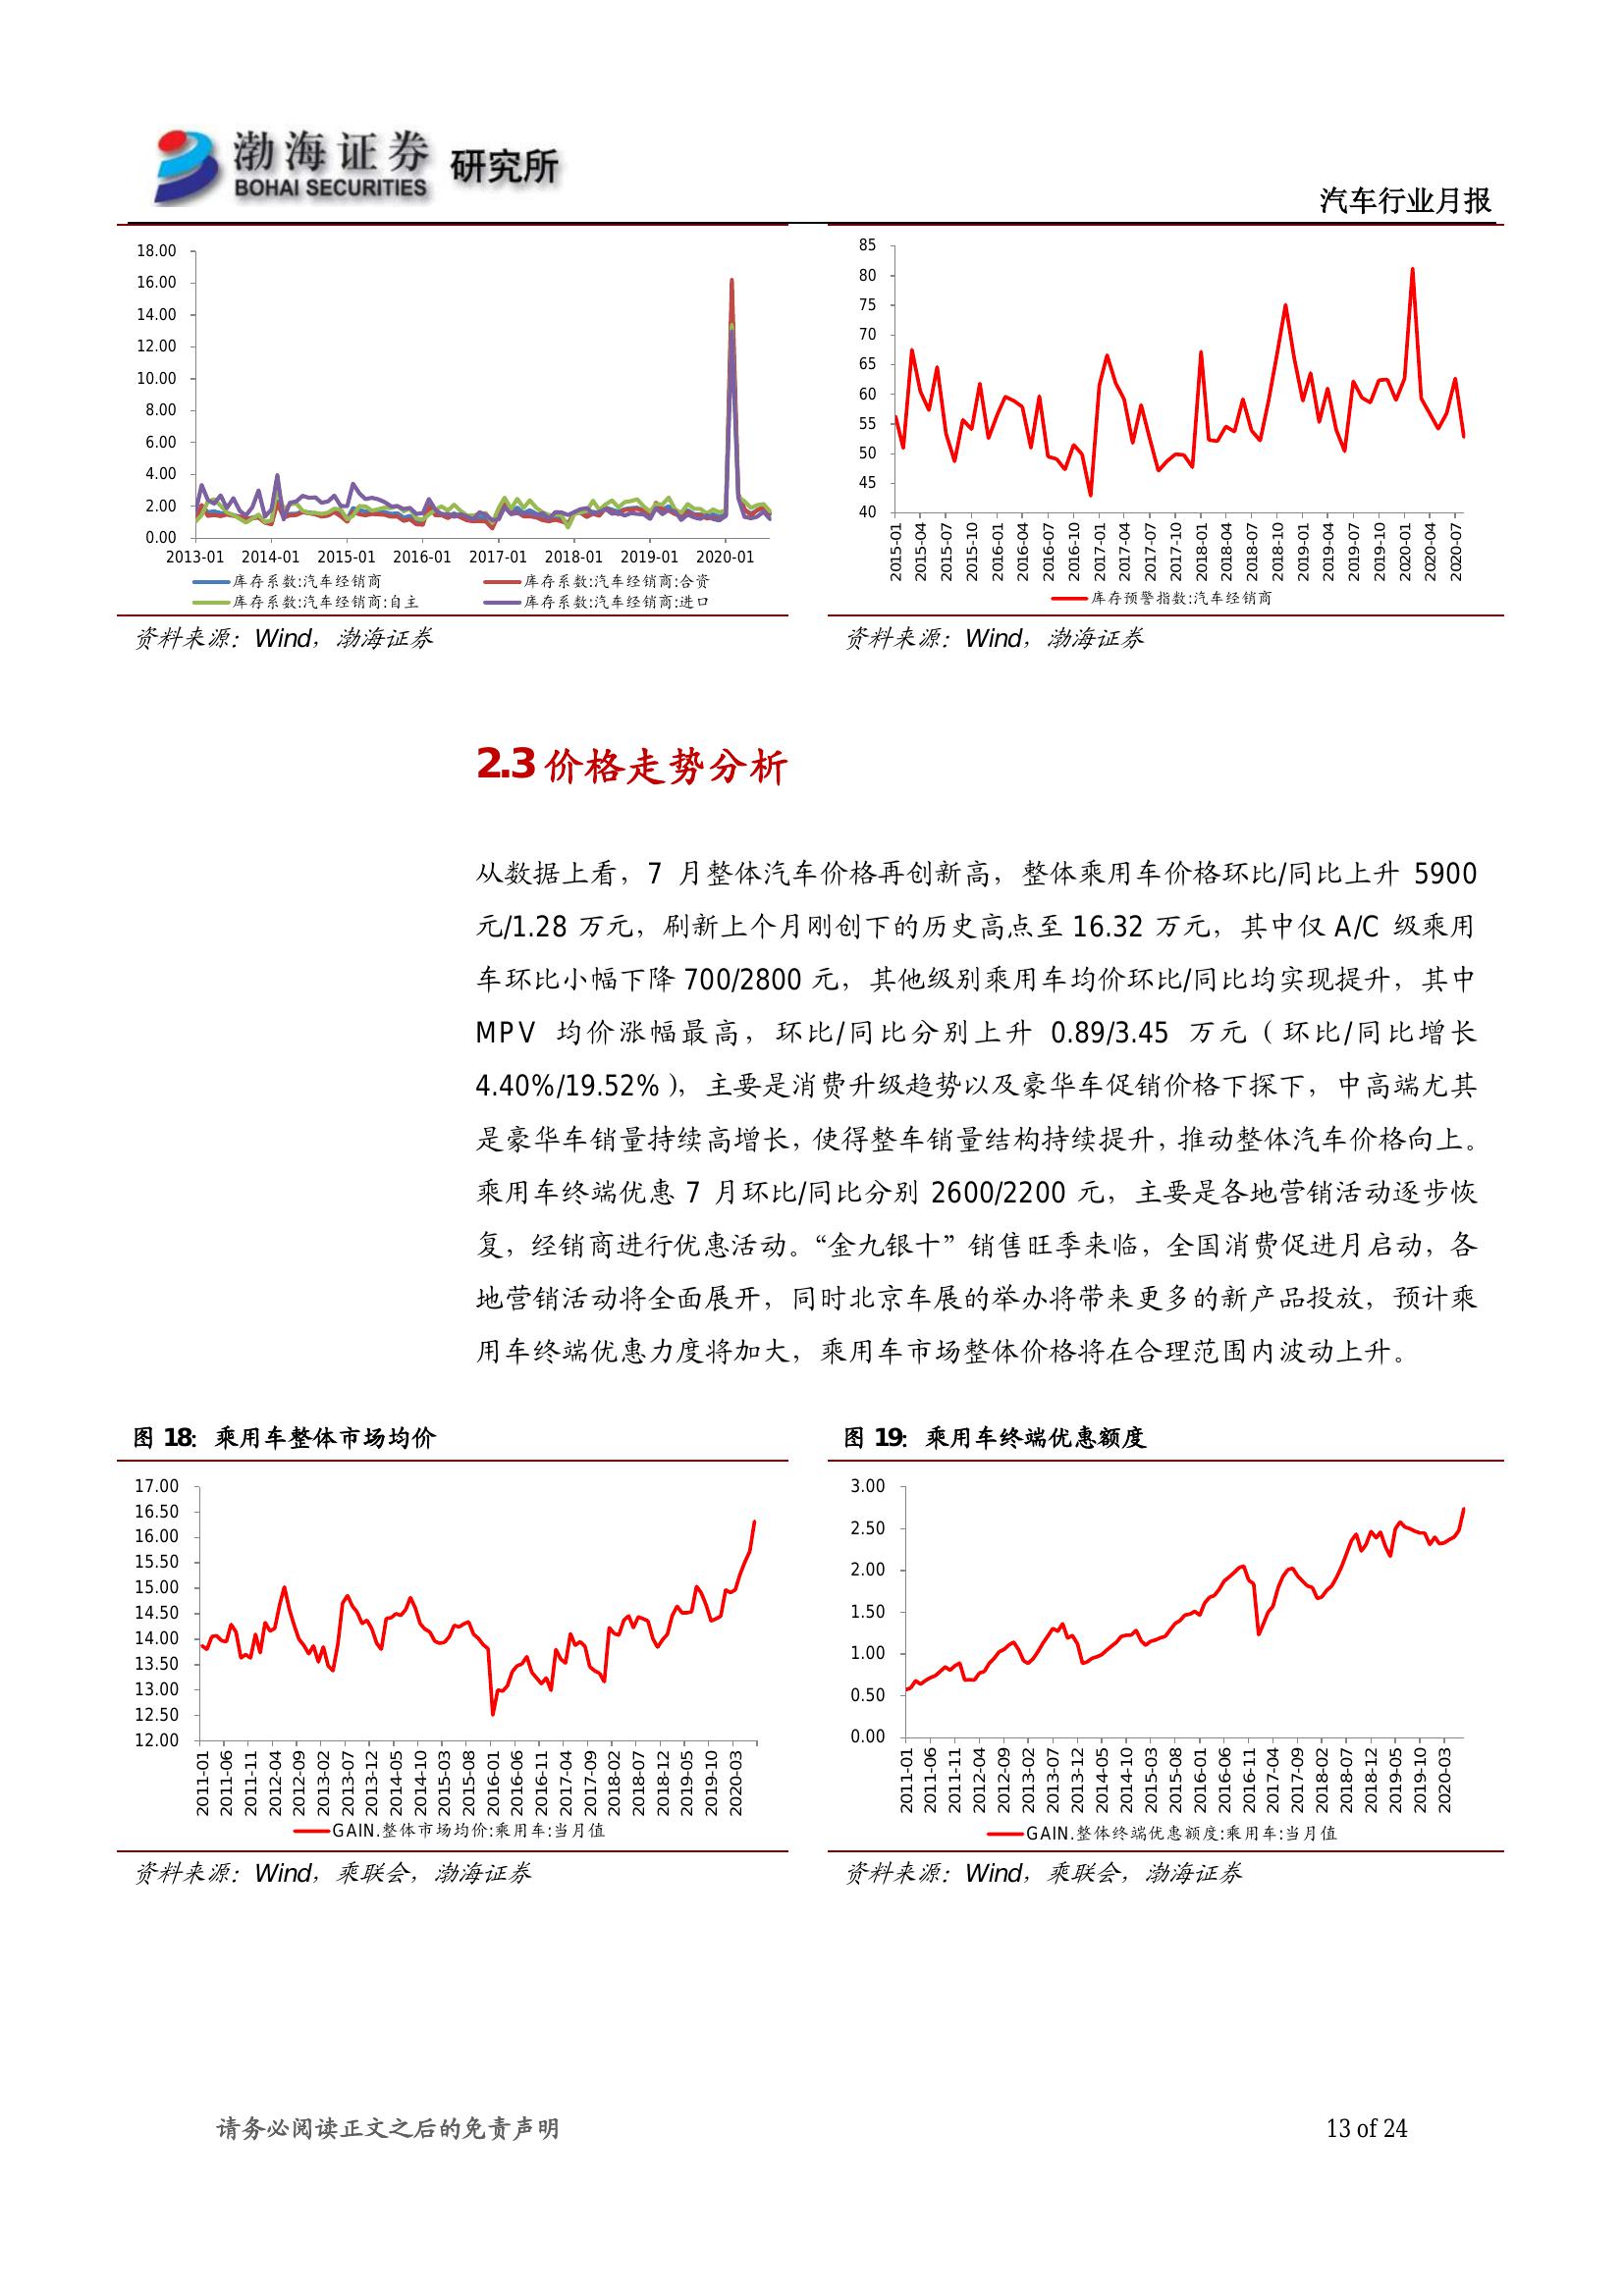 渤海证券 研究所
BOHAI SECURITIES
汽车行业月报
18.00
16.00
14.00
12.00
10.00
8.00
6.00
4.00
2.00
0.00
2013-01 2014-01 2015-01 2016-01 2017-01 2018-01 2019-01 2020-01
库存系数:汽车经销商 库存系数:汽车经销商:合资
库存系数:汽车经销商:自主 库存系数:汽车经销商:进口
85
80
75
70
65
60
55
50
45
40
2015-01 2015-04 2015-07 2015-10 2016-01 2016-04 2016-07 2016-10 2017-01 2017-04 2017-07 2017-10 2018-01 2018-04 2018-07 2018-10 2019-01 2019-04 2019-07 2019-10 2020-01 2020-04 2020-07
库存预警指数:汽车经销商
资料来源：Wind，渤海证券
资料来源：Wind，渤海证券
2.3 价格走势分析
从数据上看，7 月整体汽车价格再创新高，整体乘用车价格环比/同比上升 5900
元/1.28 万元，刷新上个月刚创下的历史高点至 16.32 万元，其中仅 A/C 级乘用
车环比小幅下降 700/2800 元，其他级别乘用车均价环比/同比均实现提升，其中
MPV 均价涨幅最高，环比/同比分别上升 0.89/3.45 万元（环比/同比增长
4.40%/19.52%），主要是消费升级趋势以及豪华车促销价格下探下，中高端尤其
是豪华车销量持续高增长，使得整车销量结构持续提升，推动整体汽车价格向上。
乘用车终端优惠 7 月环比/同比分别 2600/2200 元，主要是各地营销活动逐步恢
复，经销商进行优惠活动。“金九银十”销售旺季来临，全国消费促进月启动，各
地营销活动将全面展开，同时北京车展的举办将带来更多的新产品投放，预计乘
用车终端优惠力度将加大，乘用车市场整体价格将在合理范围内波动上升。
图 18：乘用车整体市场均价
17.00
16.50
16.00
15.50
15.00
14.50
14.00
13.50
13.00
12.50
12.00
2011-01 2011-06 2011-11 2012-04 2012-09 2013-02 2013-07 2013-12 2014-05 2014-10 2015-03 2015-08 2016-01 2016-06 2016-11 2017-04 2017-09 2018-02 2018-07 2018-12 2019-05 2019-10 2020-03
GAIN.整体市场均价:乘用车:当月值
图 19：乘用车终端优惠额度
3.00
2.50
2.00
1.50
1.00
0.50
0.00
2011-01 2011-06 2011-11 2012-04 2012-09 2013-02 2013-07 2013-12 2014-05 2014-10 2015-03 2015-08 2016-01 2016-06 2016-11 2017-04 2017-09 2018-02 2018-07 2018-12 2019-05 2019-10 2020-03
GAIN.整体终端优惠额度:乘用车:当月值
资料来源：Wind，乘联会，渤海证券
资料来源：Wind，乘联会，渤海证券
请务必阅读正文之后的免责声明
13 of 24